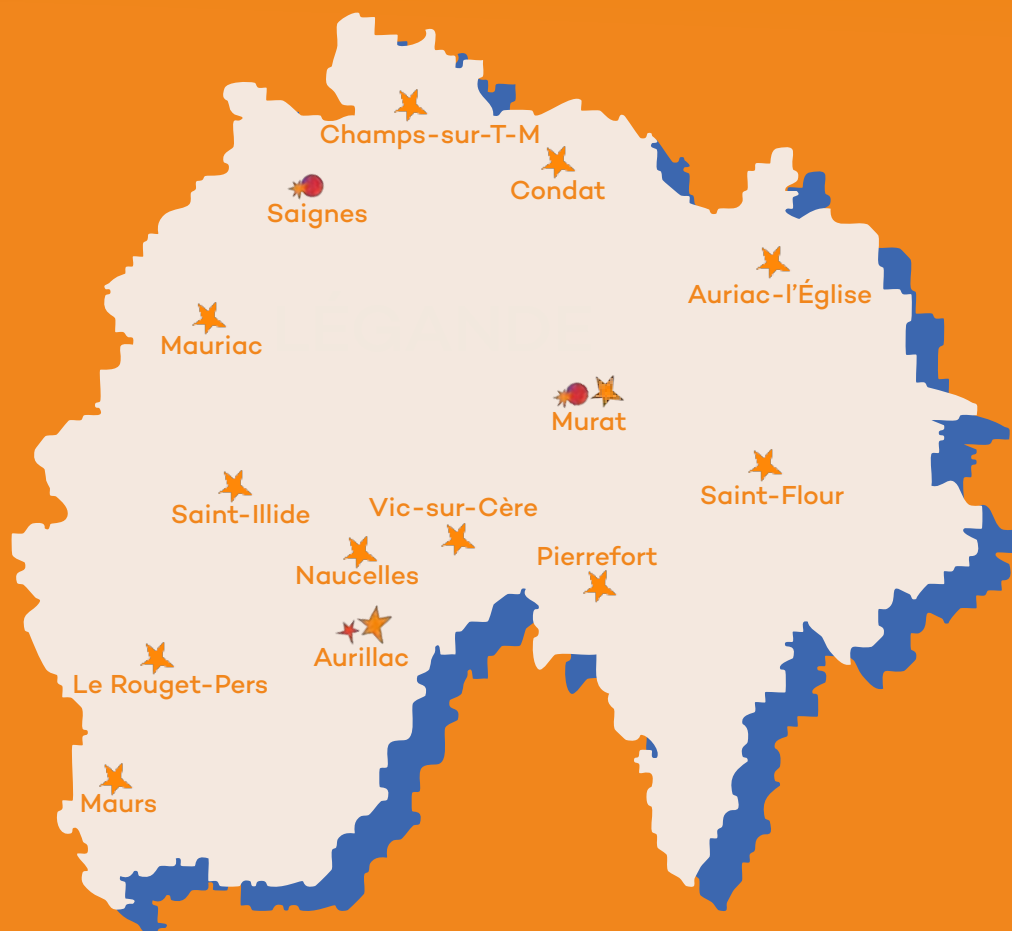 Champs-sur-T-M
Condat
Saignes
Auriac-l'Église
LÉGANDE
Mauriac
Murat
Saint-Flour
Vic-sur-Cère
Saint-Illide
Pierrefort
Naucelles
Aurillac
Le Rouget-Pers
Maurs